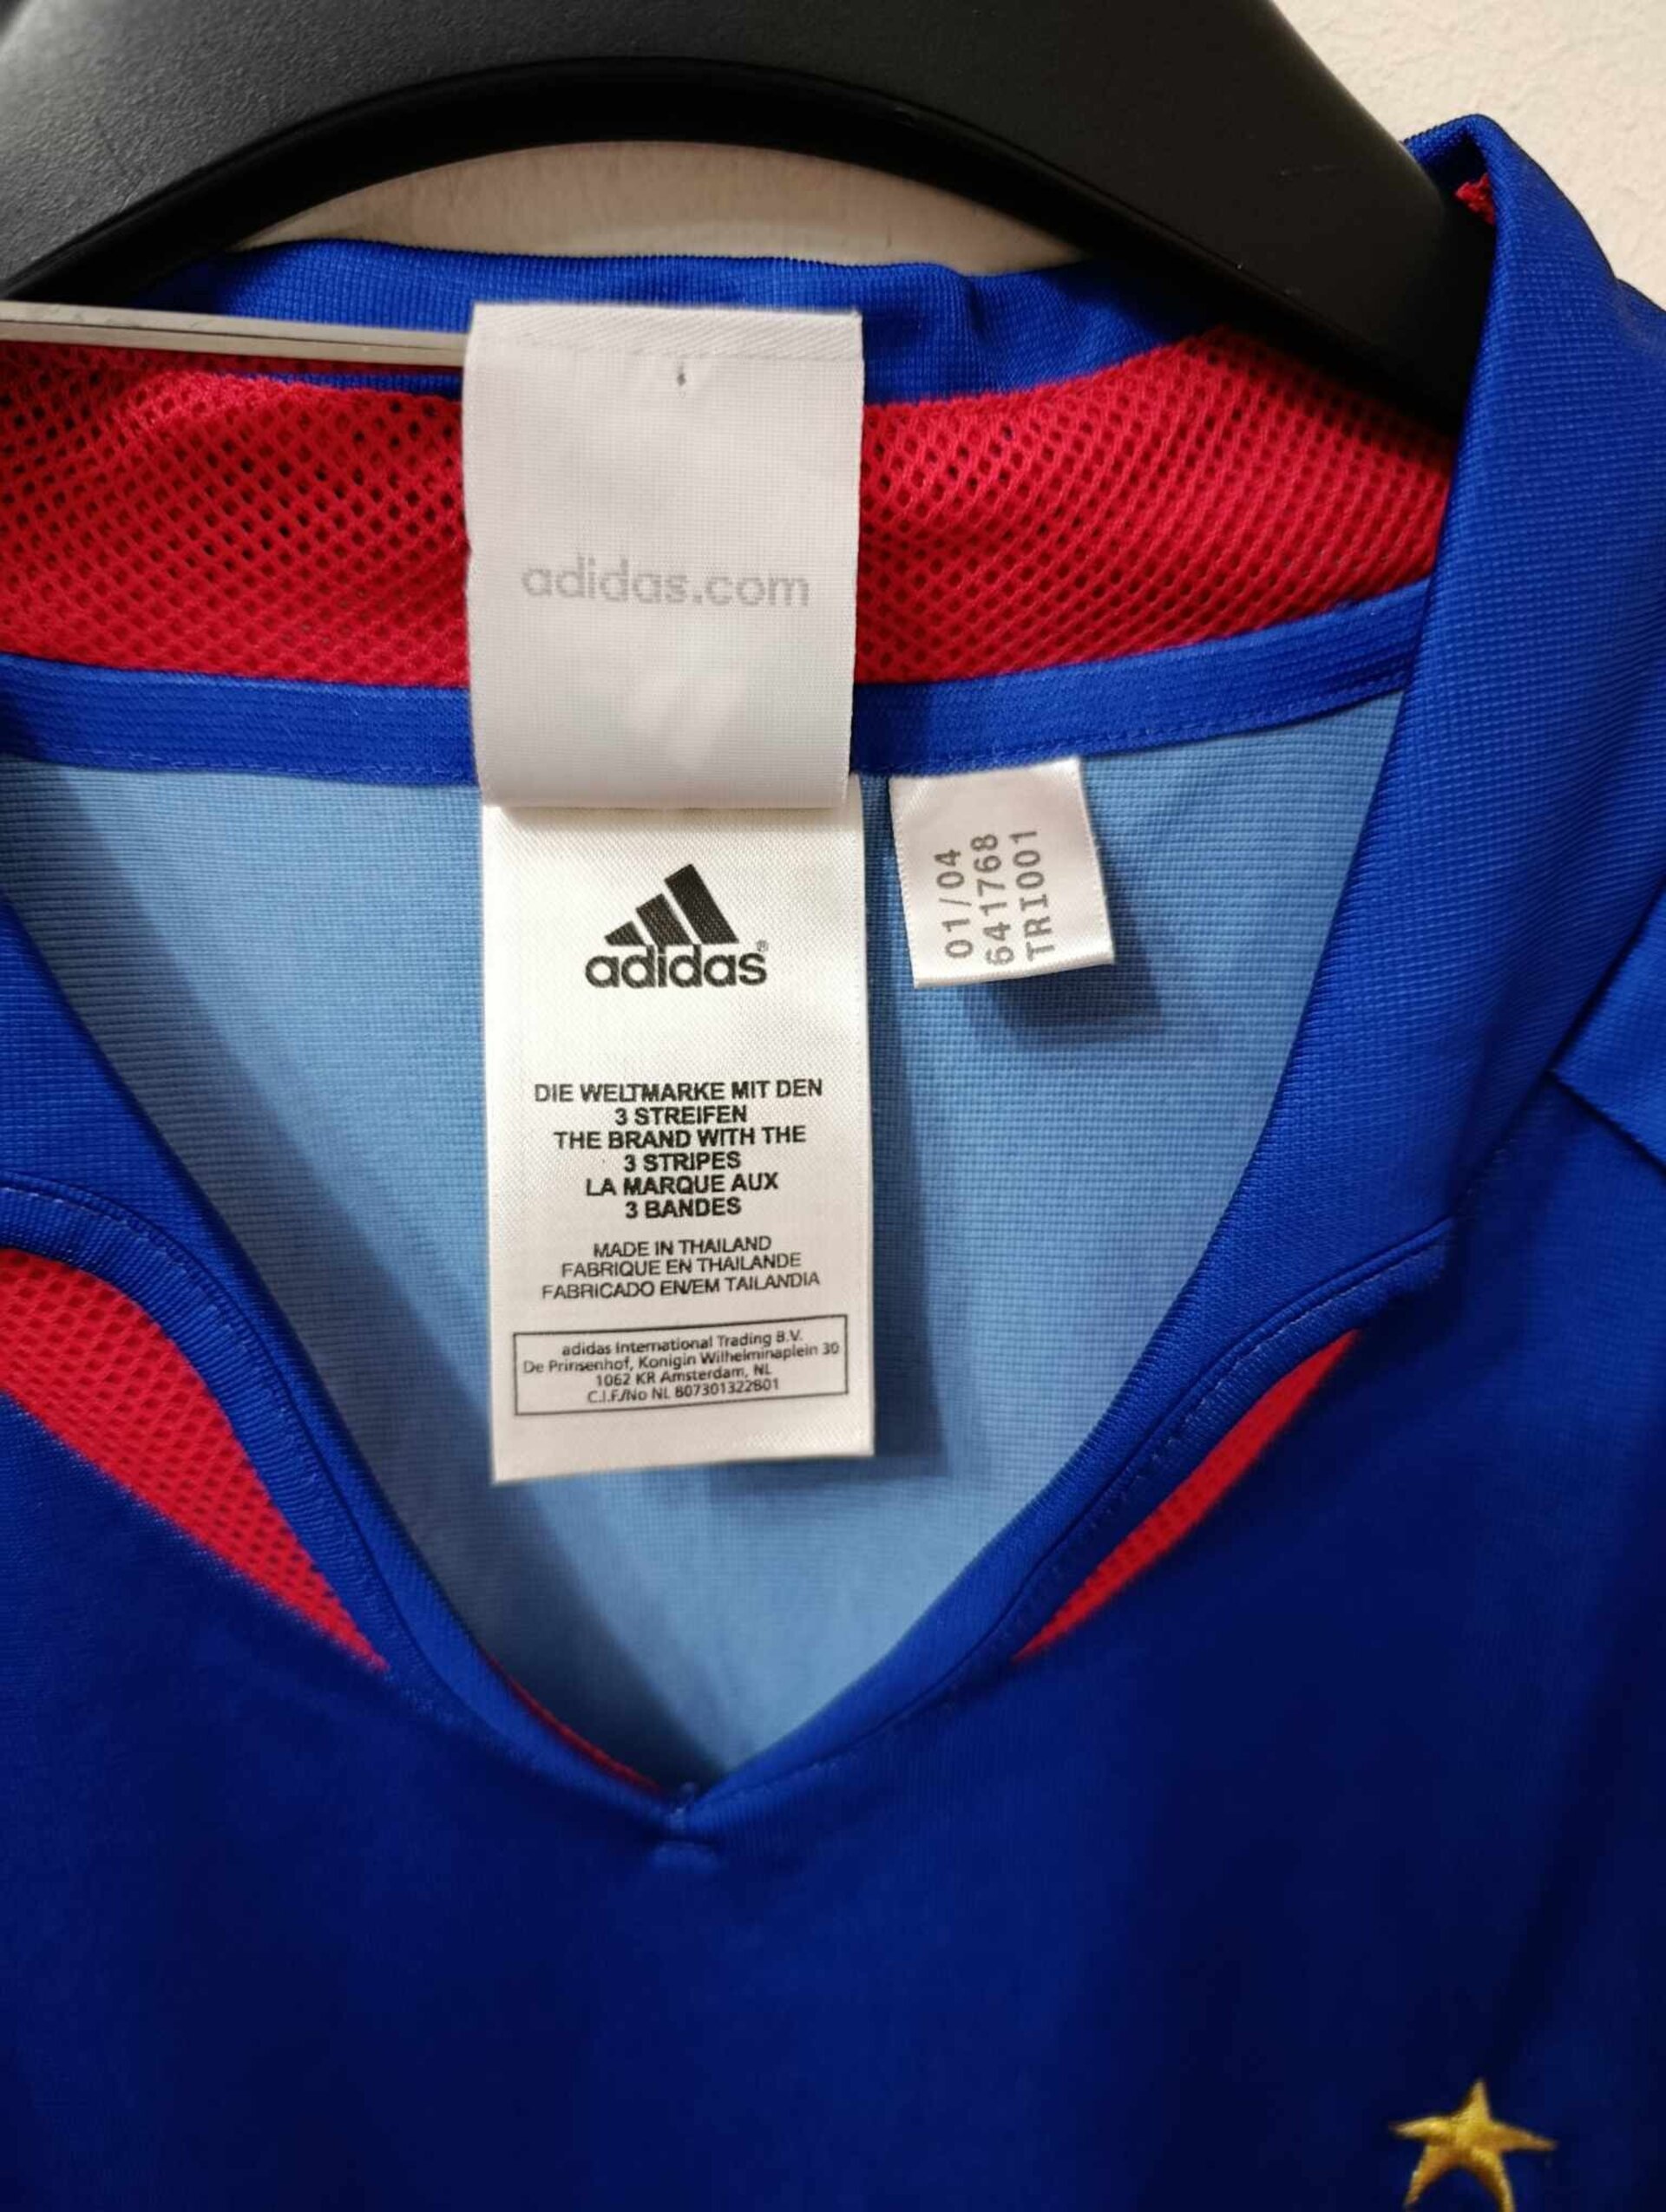 adidas.com
adidas®
DIE WELTMARKE MIT DEN
3 STREIFEN
THE BRAND WITH THE
3 STRIPES
LA MARQUE AUX
3 BANDES
MADE IN THAILAND
FABRIQUE EN THAILANDE
FABRICADO EN/EM TAILANDIA
adidas International Trading B.V.
De Prinsenhof, Konigin Wilhelminaplein 30
1062 KR Amsterdam, NL
C.I.F./No NL 807301322B01
01/04
641768
TRI001